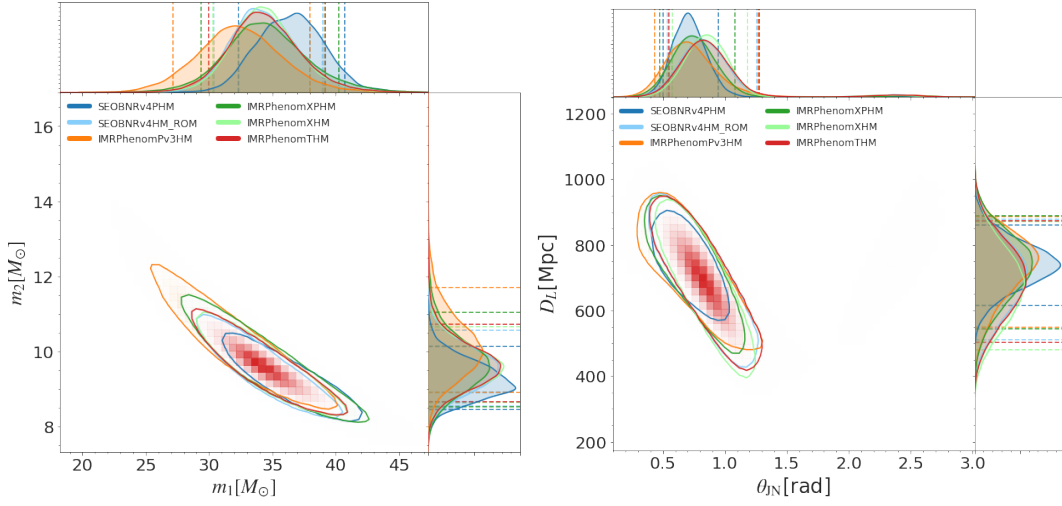 16
14
12
10
8
m₂[M⊙]
SEOBNRv4PHM
SEOBNRv4HM_ROM
IMRPhenomPv3HM
IMRPhenomXPHM
IMRPhenomXHM
IMRPhenomTHM
20 25 30 35 40 45
m₁[M⊙]
1200
1000
800
600
400
200
D_L[Mpc]
SEOBNRv4PHM
SEOBNRv4HM_ROM
IMRPhenomPv3HM
IMRPhenomXPHM
IMRPhenomXHM
IMRPhenomTHM
0.5 1.0 1.5 2.0 2.5 3.0
θ_JN[rad]